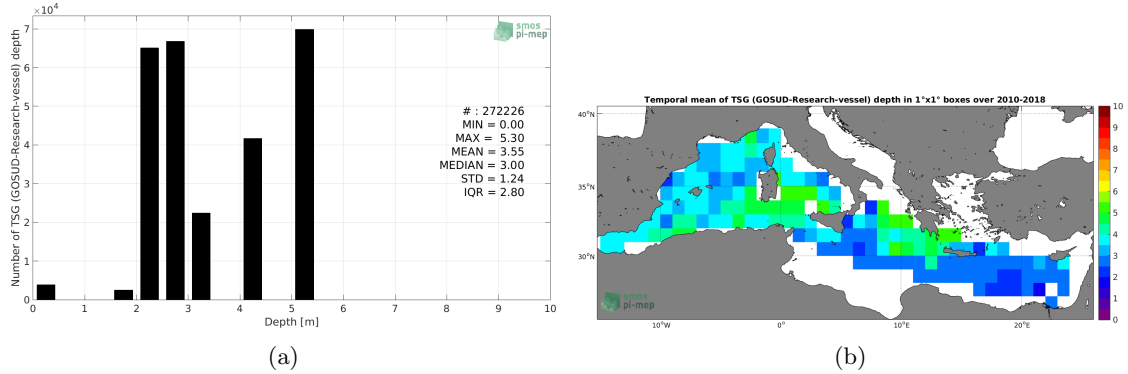 ×10⁴
7
6
5
4
3
2
1
0
Number of TSG (GOSUD-Research-vessel) depth
smos
pi-mep
# : 272226
MIN = 0.00
MAX = 5.30
MEAN = 3.55
MEDIAN = 3.00
STD = 1.24
IQR = 2.80
0 1 2 3 4 5 6 7 8 9 10
Depth [m]
(a)
Temporal mean of TSG (GOSUD-Research-vessel) depth in 1°x1° boxes over 2010-2018
40°N
35°N
30°N
smos
pi-mep
10°W 0° 10°E 20°E
10
9
8
7
6
5
4
3
2
1
0
(b)